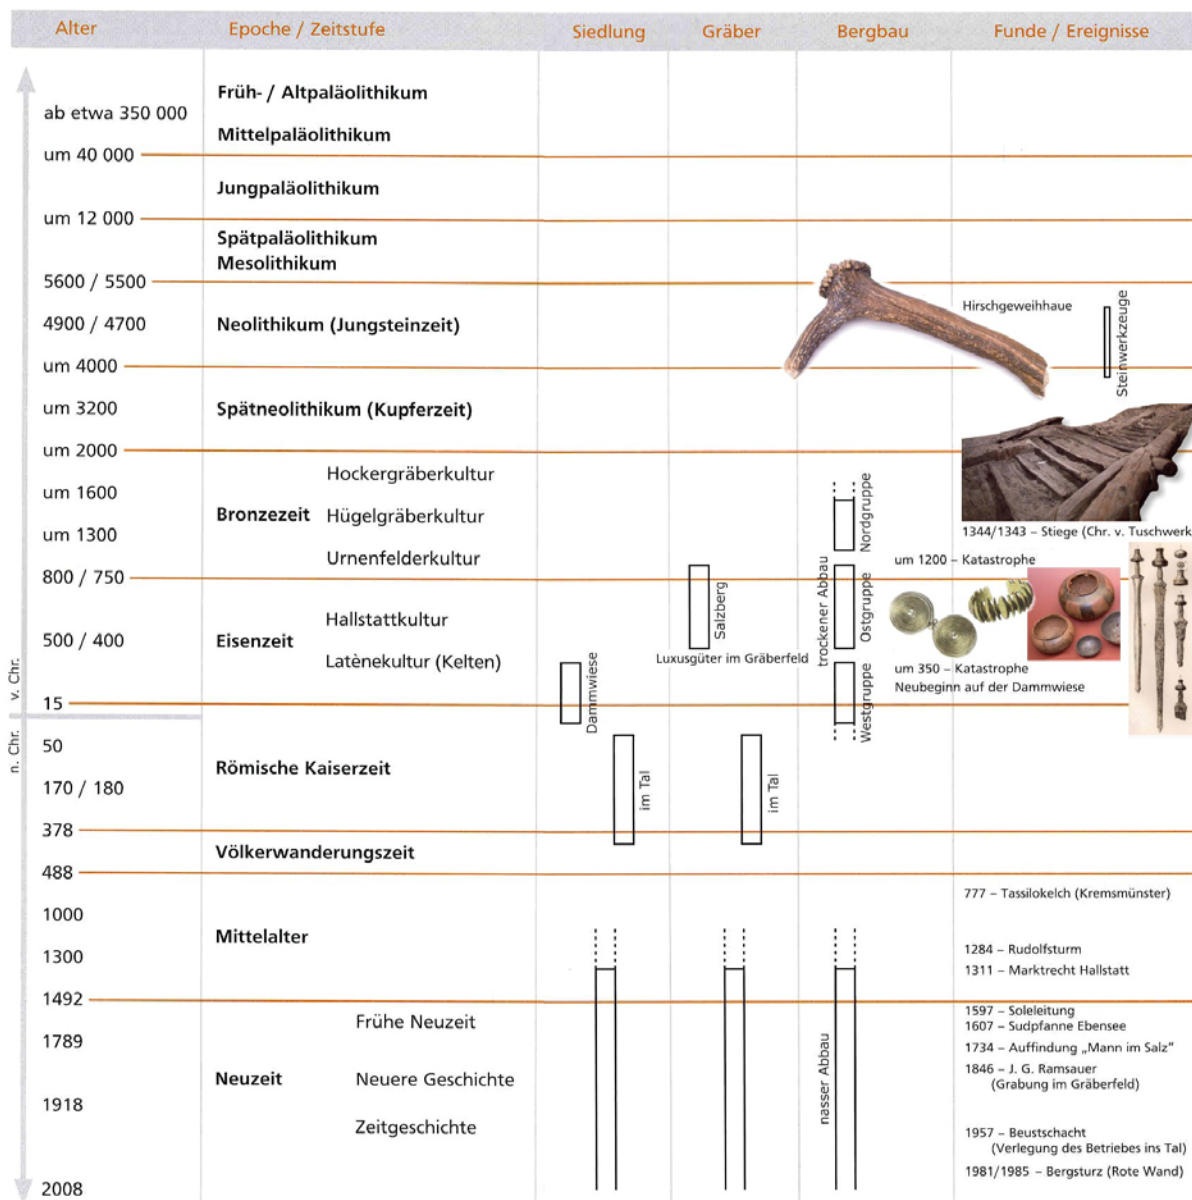 Alter Epoche / Zeitstufe Siedlung Gräber Bergbau Funde / Ereignisse
Früh- / Altpaläolithikum
ab etwa 350 000
Mittelpaläolithikum
um 40 000
Jungpaläolithikum
um 12 000
Spätpaläolithikum
Mesolithikum
5600 / 5500
Hirschgeweihhaue
Steinwerkzeuge
4900 / 4700 Neolithikum (Jungsteinzeit)
um 4000
um 3200 Spätneolithikum (Kupferzeit)
um 2000
Hockergräberkultur
um 1600
Bronzezeit Hügelgräberkultur
Nordgruppe
um 1300
1344/1343 – Stiege (Chr. v. Tuschwerk
Urnenfelderkultur
um 1200 – Katastrophe
800 / 750
Hallstattkultur
Salzberg
trockener Abbau
Ostgruppe
500 / 400 Eisenzeit
Latènekultur (Kelten)
Luxusgüter im Gräberfeld
um 350 – Katastrophe
Neubeginn auf der Dammwiese
Dammwiese
Westgruppe
v. Chr.
15
n. Chr.
50
Römische Kaiserzeit
170 / 180
im Tal
im Tal
378
Völkerwanderungszeit
488
777 – Tassilokelch (Kremsmünster)
1000
Mittelalter
1284 – Rudolfsturm
1300
1311 – Marktrecht Hallstatt
1492
1597 – Soleleitung
Frühe Neuzeit
1607 – Sudpfanne Ebensee
1789
1734 – Auffindung „Mann im Salz“
1846 – J. G. Ramsauer
(Grabung im Gräberfeld)
Neuzeit Neuere Geschichte
nasser Abbau
1918
Zeitgeschichte
1957 – Beustschacht
(Verlegung des Betriebes ins Tal)
1981/1985 – Bergsturz (Rote Wand)
2008